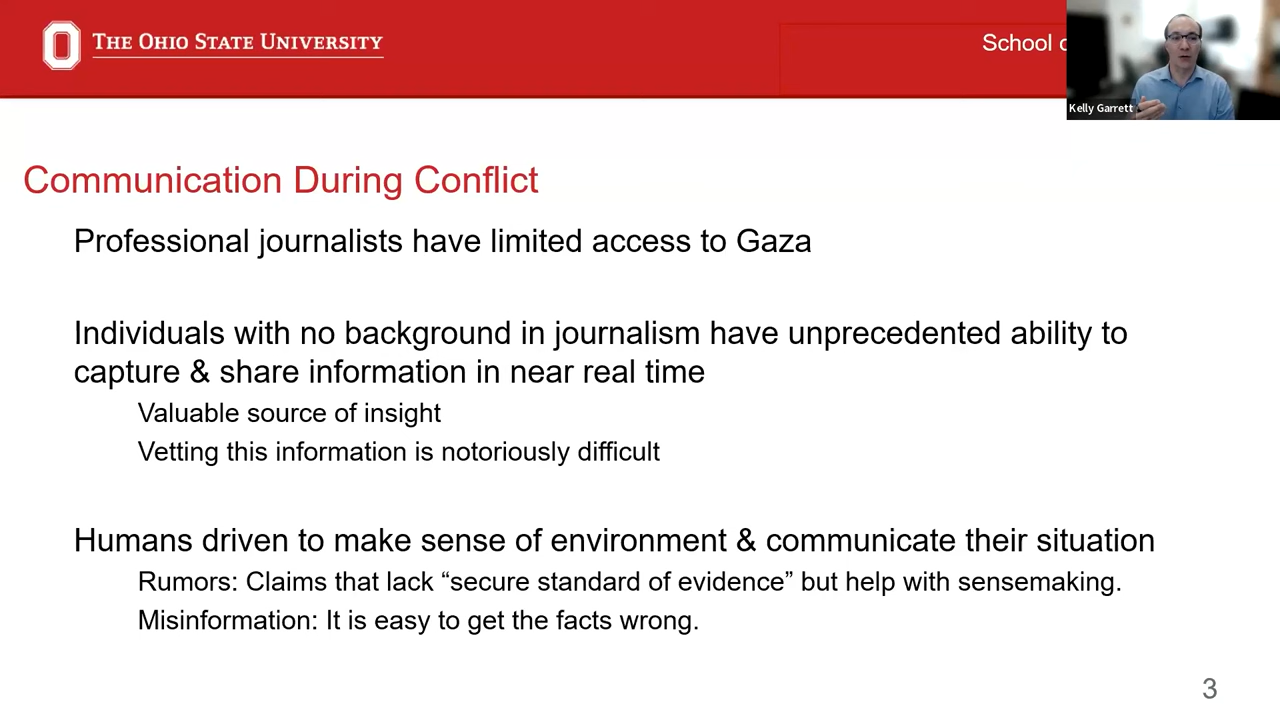 THE OHIO STATE UNIVERSITY
School
Kelly Garrett
Communication During Conflict
Professional journalists have limited access to Gaza
Individuals with no background in journalism have unprecedented ability to
capture & share information in near real time
Valuable source of insight
Vetting this information is notoriously difficult
Humans driven to make sense of environment & communicate their situation
Rumors: Claims that lack “secure standard of evidence” but help with sensemaking.
Misinformation: It is easy to get the facts wrong.
3